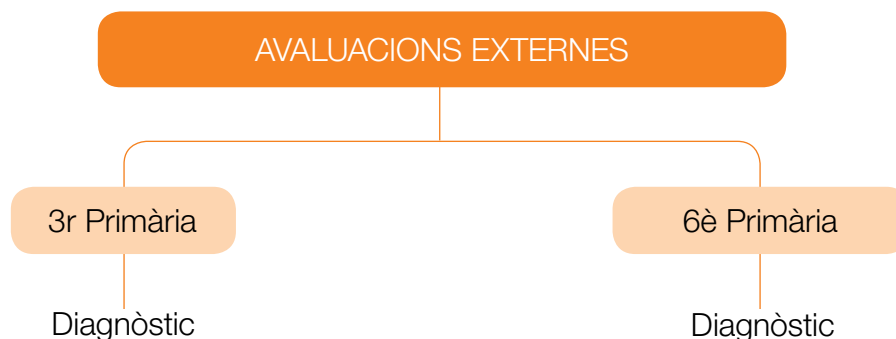 AVALUACIONS EXTERNES
3r Primària
6è Primària
Diagnòstic
Diagnòstic